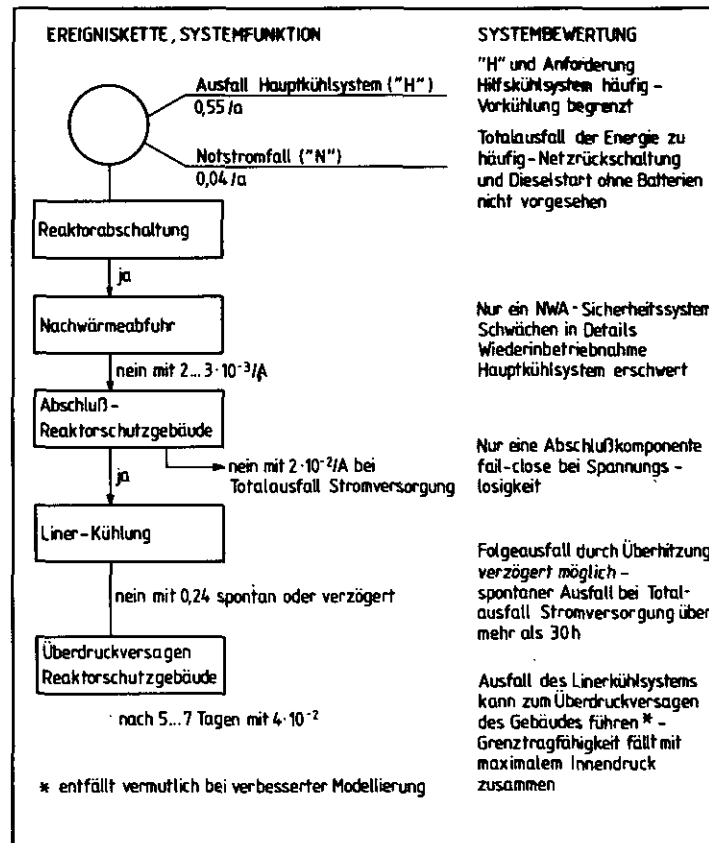 EREIGNISKETTE, SYSTEMFUNKTION
Ausfall Hauptkühlsystem ("H")
0,55/a
Notstromfall ("N")
0,04/a
Reaktorabschaltung
ja
Nachwärmeabfuhr
nein mit 2...3·10⁻³/A
Abschluß-
Reaktorschutzgebäude
nein mit 2·10⁻²/A bei
Totalausfall Stromversorgung
ja
Liner-Kühlung
nein mit 0,24 spontan oder verzögert
Überdruckversagen
Reaktorschutzgebäude
nach 5...7 Tagen mit 4·10⁻²
* entfällt vermutlich bei verbesserter Modellierung
SYSTEMBEWERTUNG
"H" und Anforderung
Hilfskühlsystem häufig -
Vorkühlung begrenzt
Totalausfall der Energie zu
häufig - Netzrückschaltung
und Dieselstart ohne Batterien
nicht vorgesehen
Nur ein NWA - Sicherheitssystem
Schwächen in Details
Wiederinbetriebnahme
Hauptkühlsystem erschwert
Nur eine Abschlußkomponente
fail-close bei Spannungs -
losigkeit
Folgeausfall durch Überhitzung
verzögert möglich -
spontaner Ausfall bei Total-
ausfall Stromversorgung über
mehr als 30h
Ausfall des Linerkühlsystems
kann zum Überdruckversagen
des Gebäudes führen * -
Grenztragfähigkeit fällt mit
maximalem Innendruck
zusammen